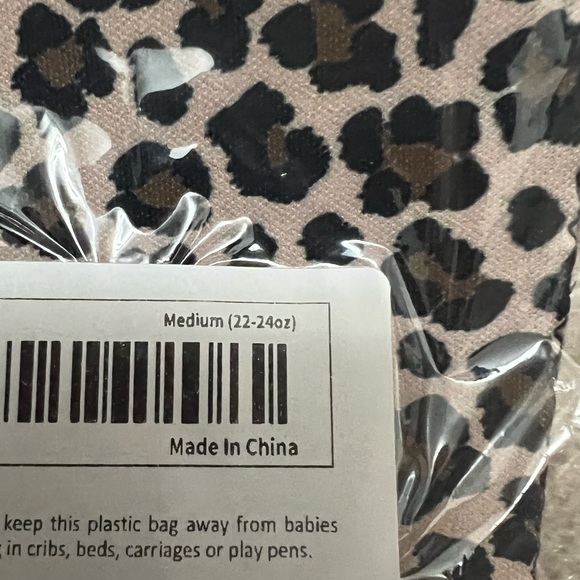 Medium (22-24oz)
Made In China
keep this plastic bag away from babies
in cribs, beds, carriages or play pens.